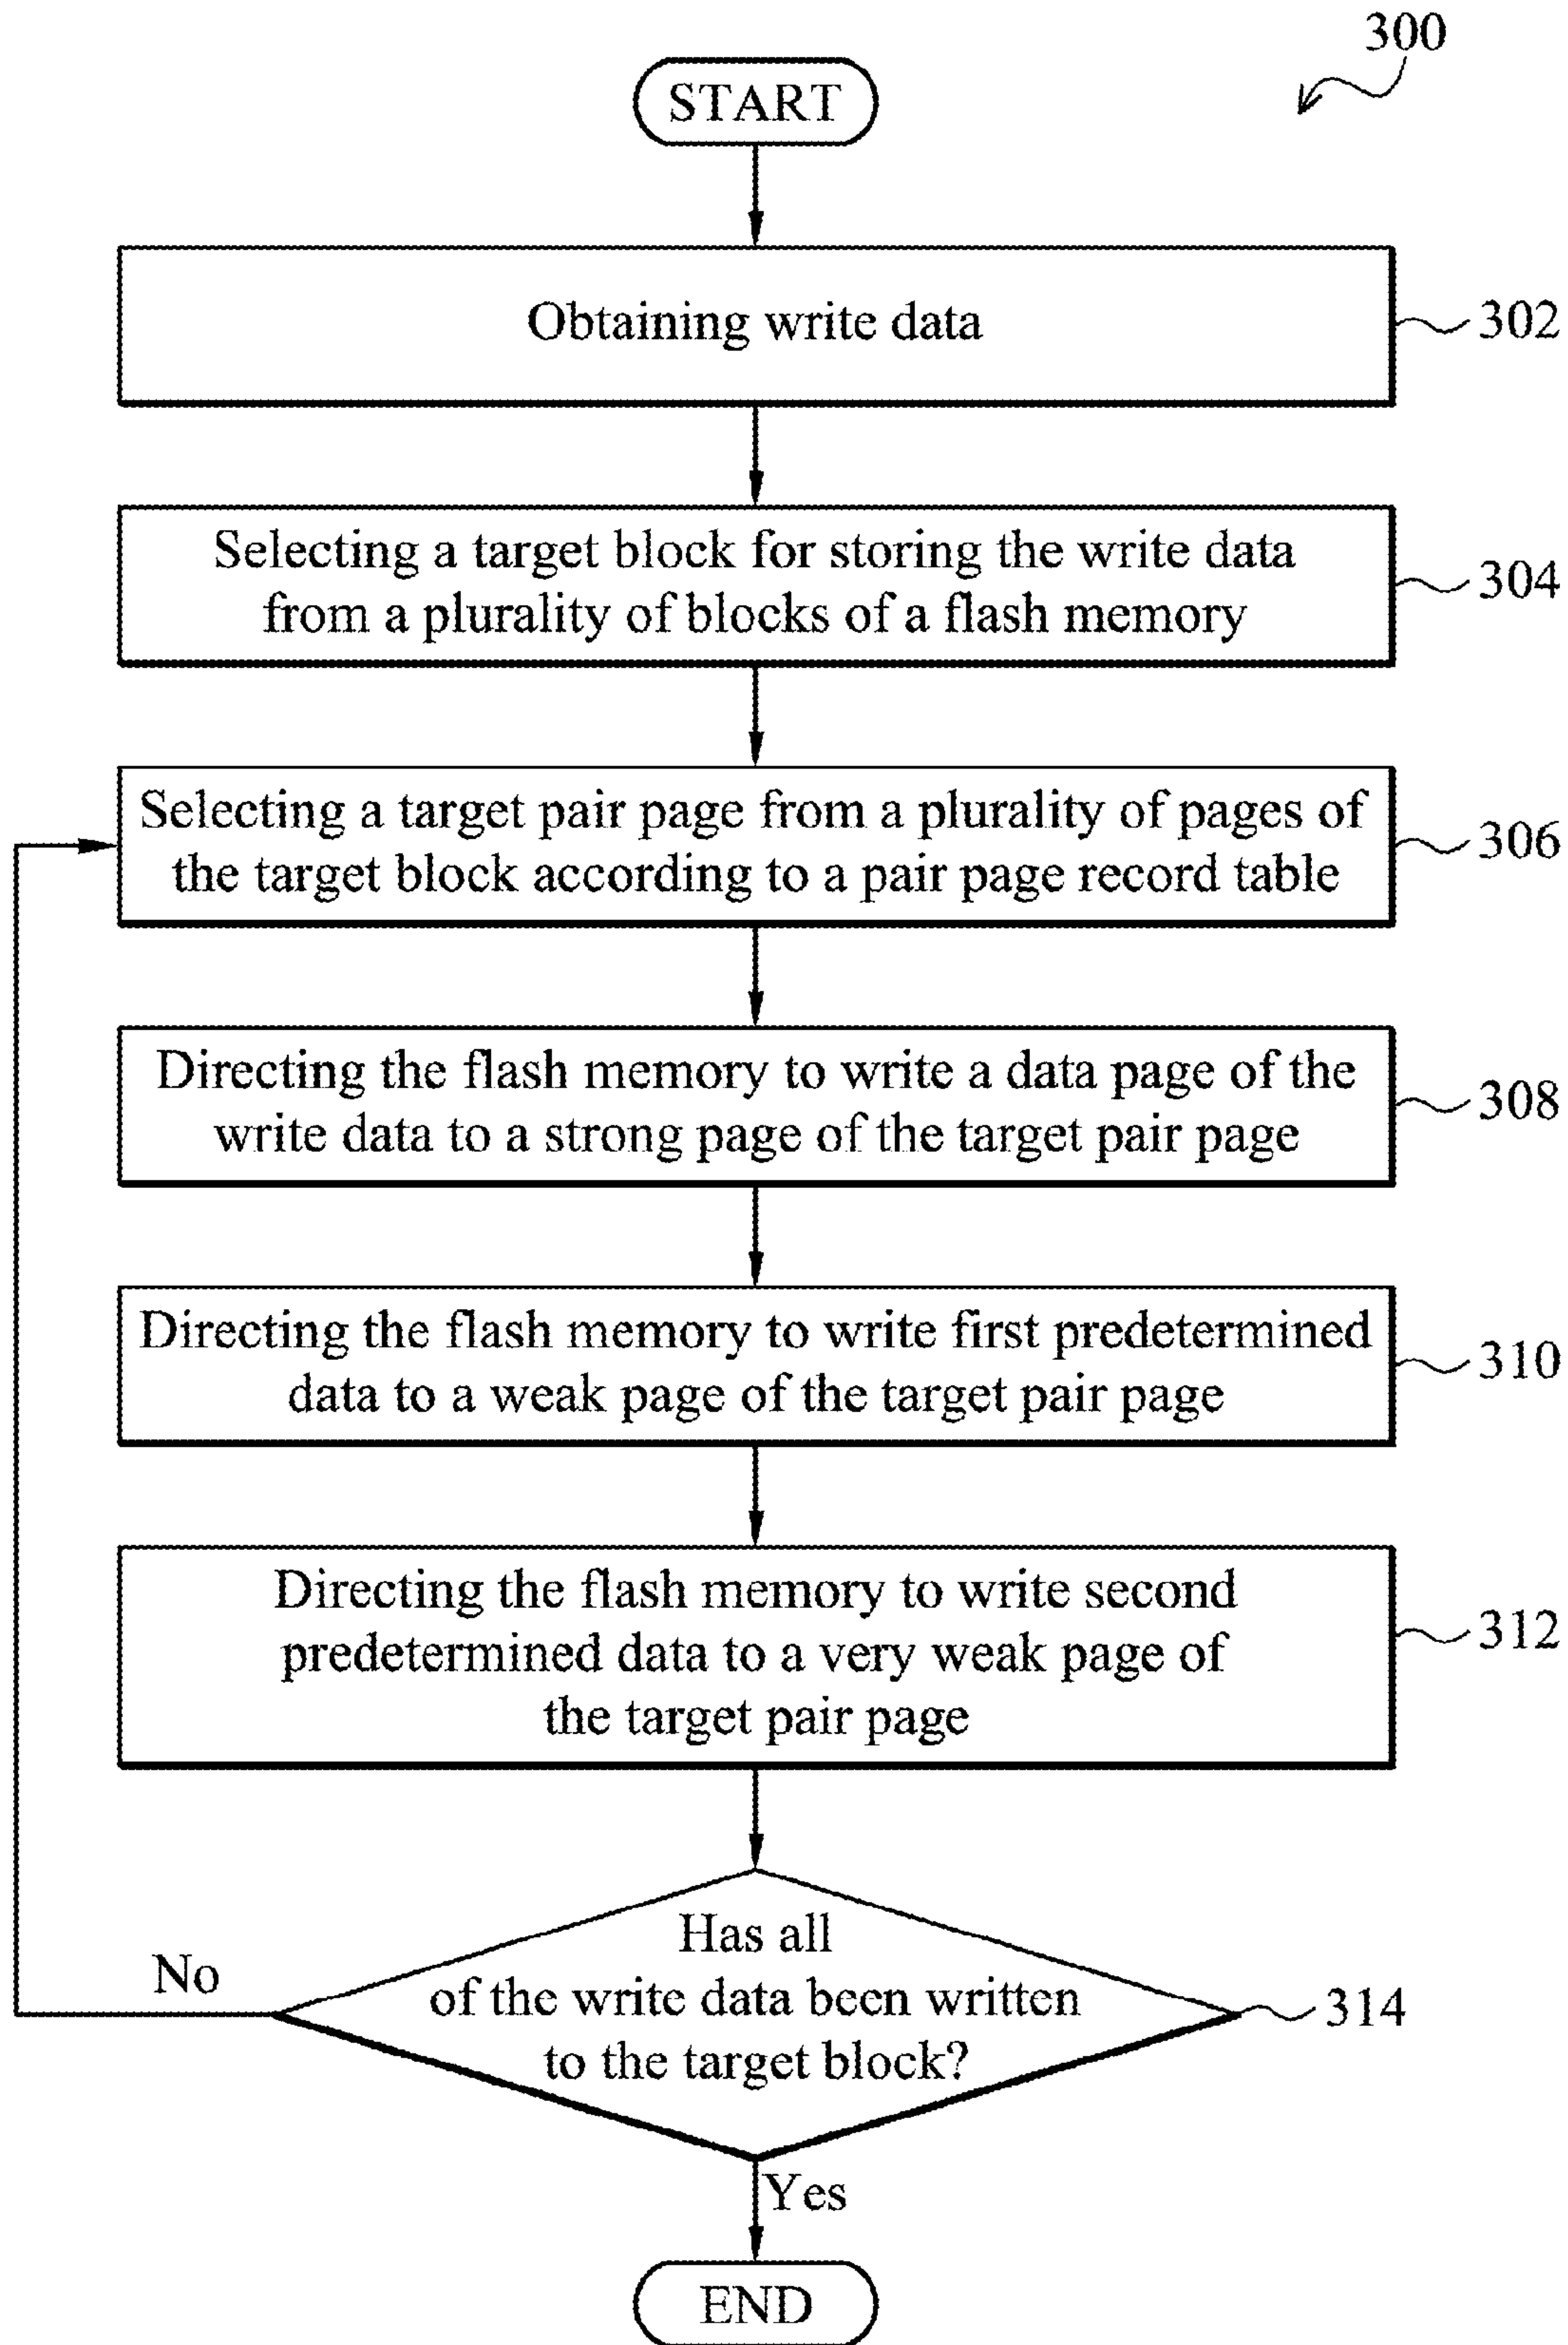 300
START
Obtaining write data
302
Selecting a target block for storing the write data
from a plurality of blocks of a flash memory
304
Selecting a target pair page from a plurality of pages of
the target block according to a pair page record table
306
Directing the flash memory to write a data page of the
write data to a strong page of the target pair page
308
Directing the flash memory to write first predetermined
data to a weak page of the target pair page
310
Directing the flash memory to write second
predetermined data to a very weak page of
the target pair page
312
Has all
of the write data been written
to the target block?
314
No
Yes
END